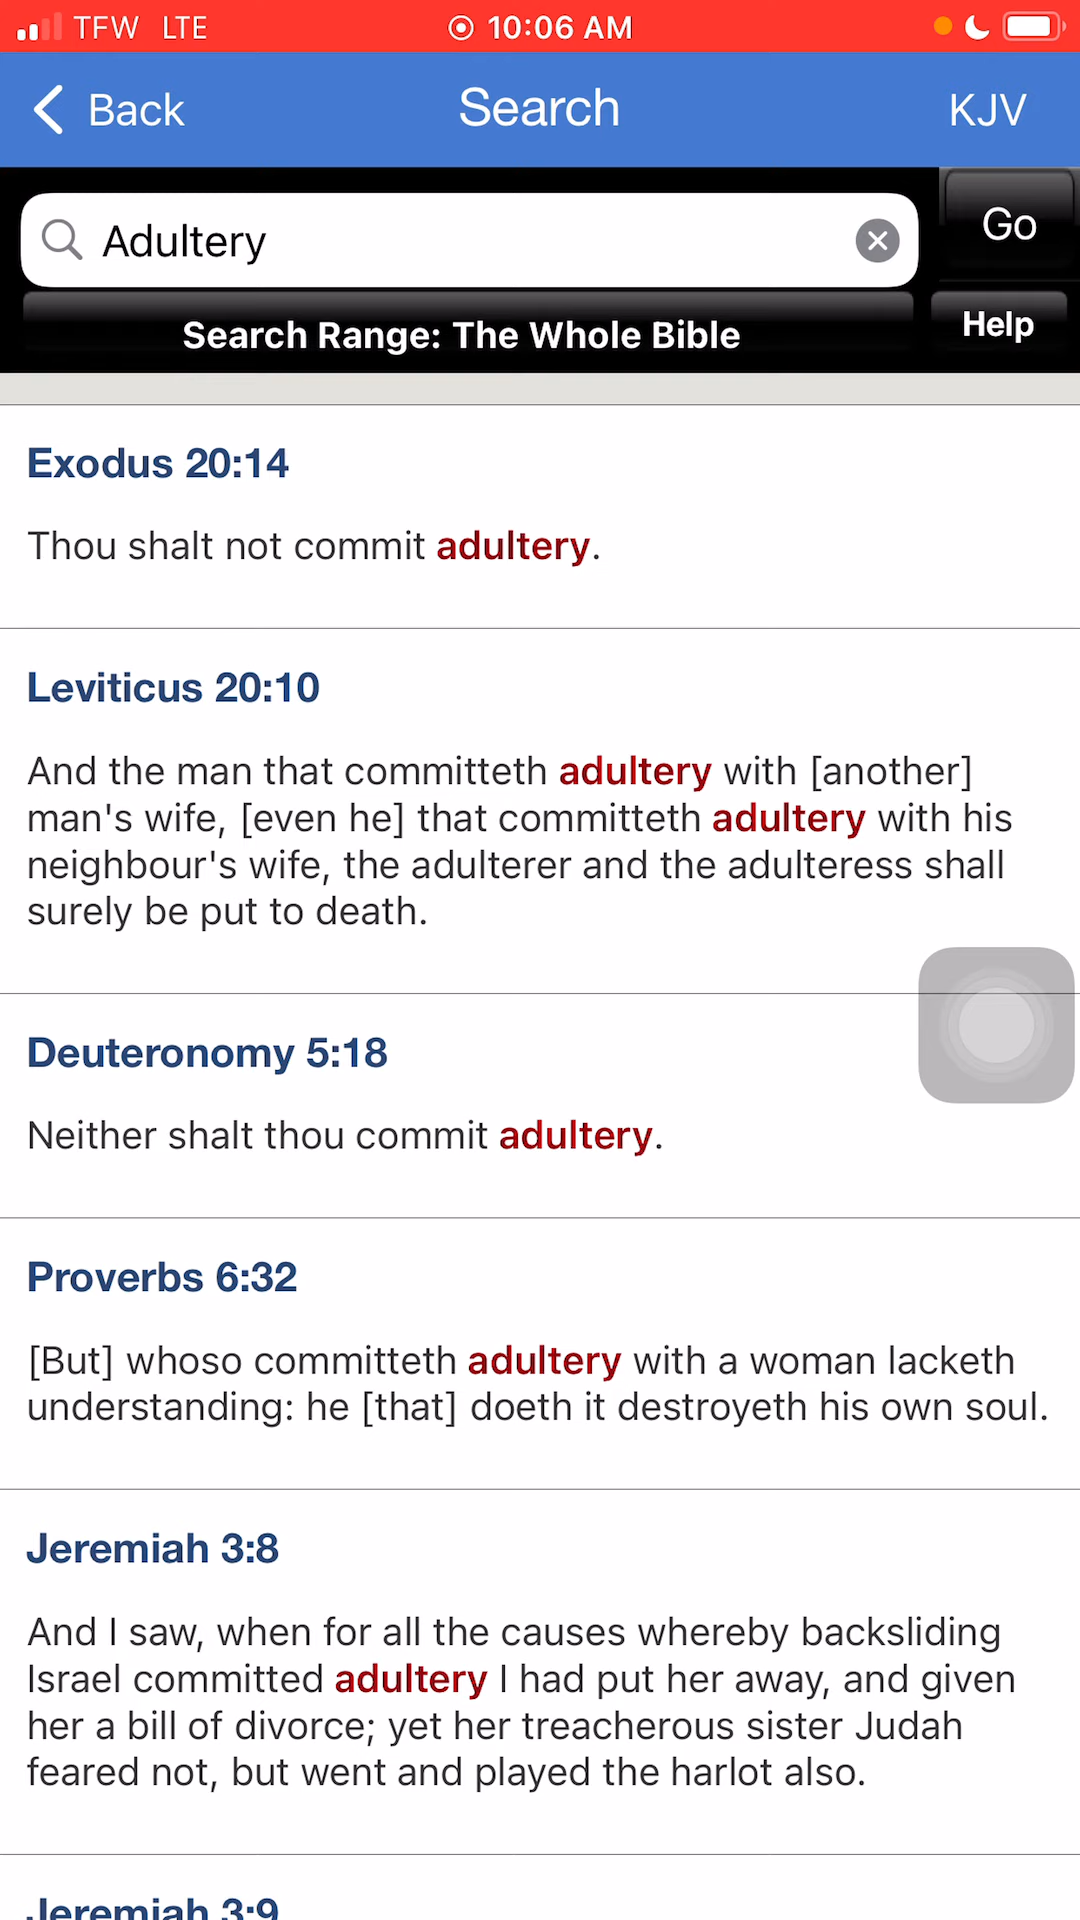 TFW LTE 10:06 AM
Back Search KJV
Adultery Go
Search Range: The Whole Bible Help
Exodus 20:14
Thou shalt not commit adultery.
Leviticus 20:10
And the man that committeth adultery with [another]
man's wife, [even he] that committeth adultery with his
neighbour's wife, the adulterer and the adulteress shall
surely be put to death.
Deuteronomy 5:18
Neither shalt thou commit adultery.
Proverbs 6:32
[But] whoso committeth adultery with a woman lacketh
understanding: he [that] doeth it destroyeth his own soul.
Jeremiah 3:8
And I saw, when for all the causes whereby backsliding
Israel committed adultery I had put her away, and given
her a bill of divorce; yet her treacherous sister Judah
feared not, but went and played the harlot also.
Jeremiah 3:9